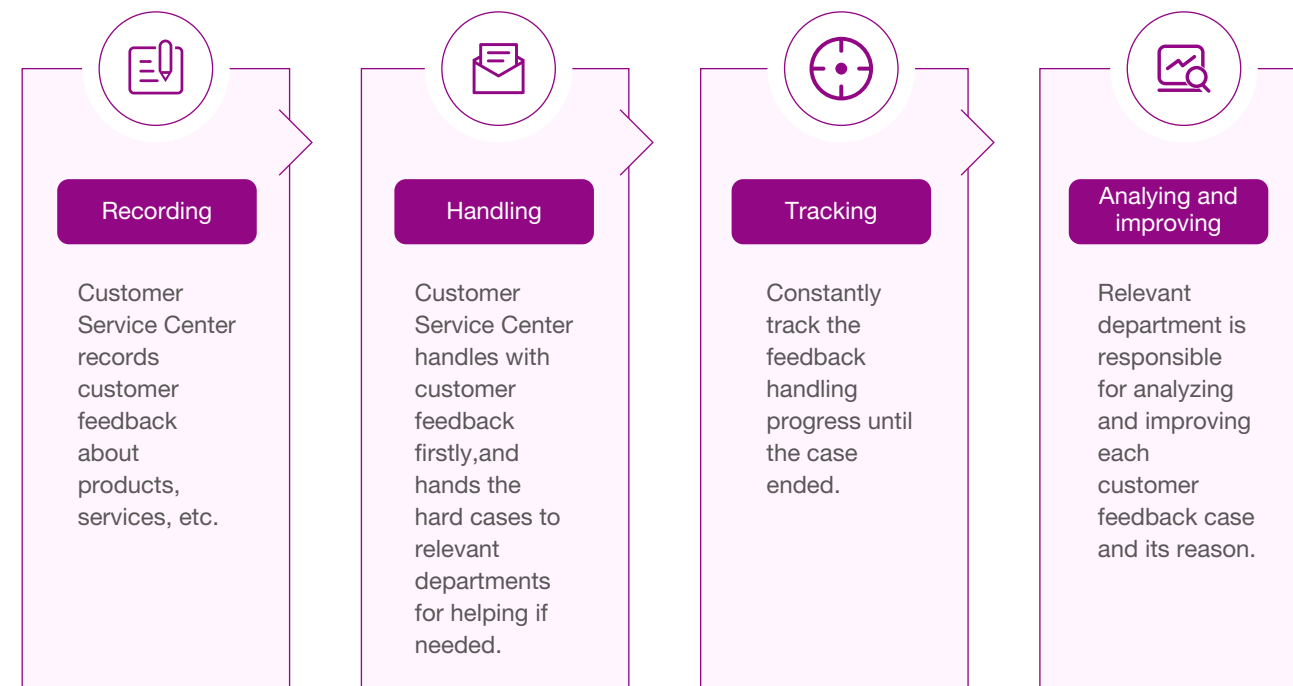 Recording
Customer
Service Center
records
customer
feedback
about
products,
services, etc.
Handling
Customer
Service Center
handles with
customer
feedback
firstly,and
hands the
hard cases to
relevant
departments
for helping if
needed.
Tracking
Constantly
track the
feedback
handling
progress until
the case
ended.
Analying and
improving
Relevant
department is
responsible
for analyzing
and improving
each
customer
feedback case
and its reason.